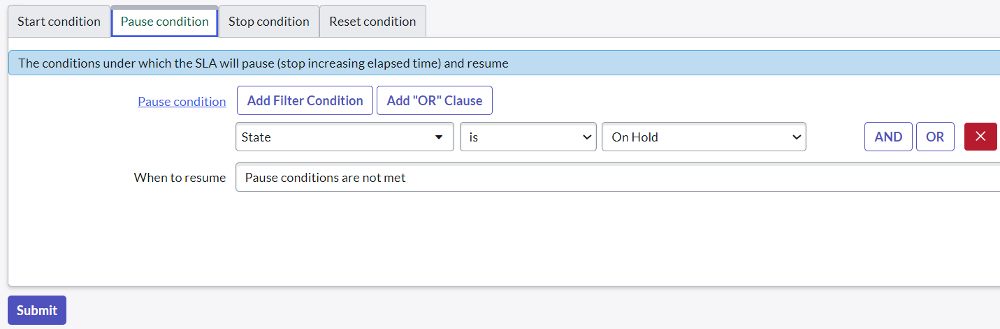 Start condition Pause condition Stop condition Reset condition
The conditions under which the SLA will pause (stop increasing elapsed time) and resume
Pause condition Add Filter Condition Add "OR" Clause
State is On Hold AND OR
When to resume Pause conditions are not met
Submit